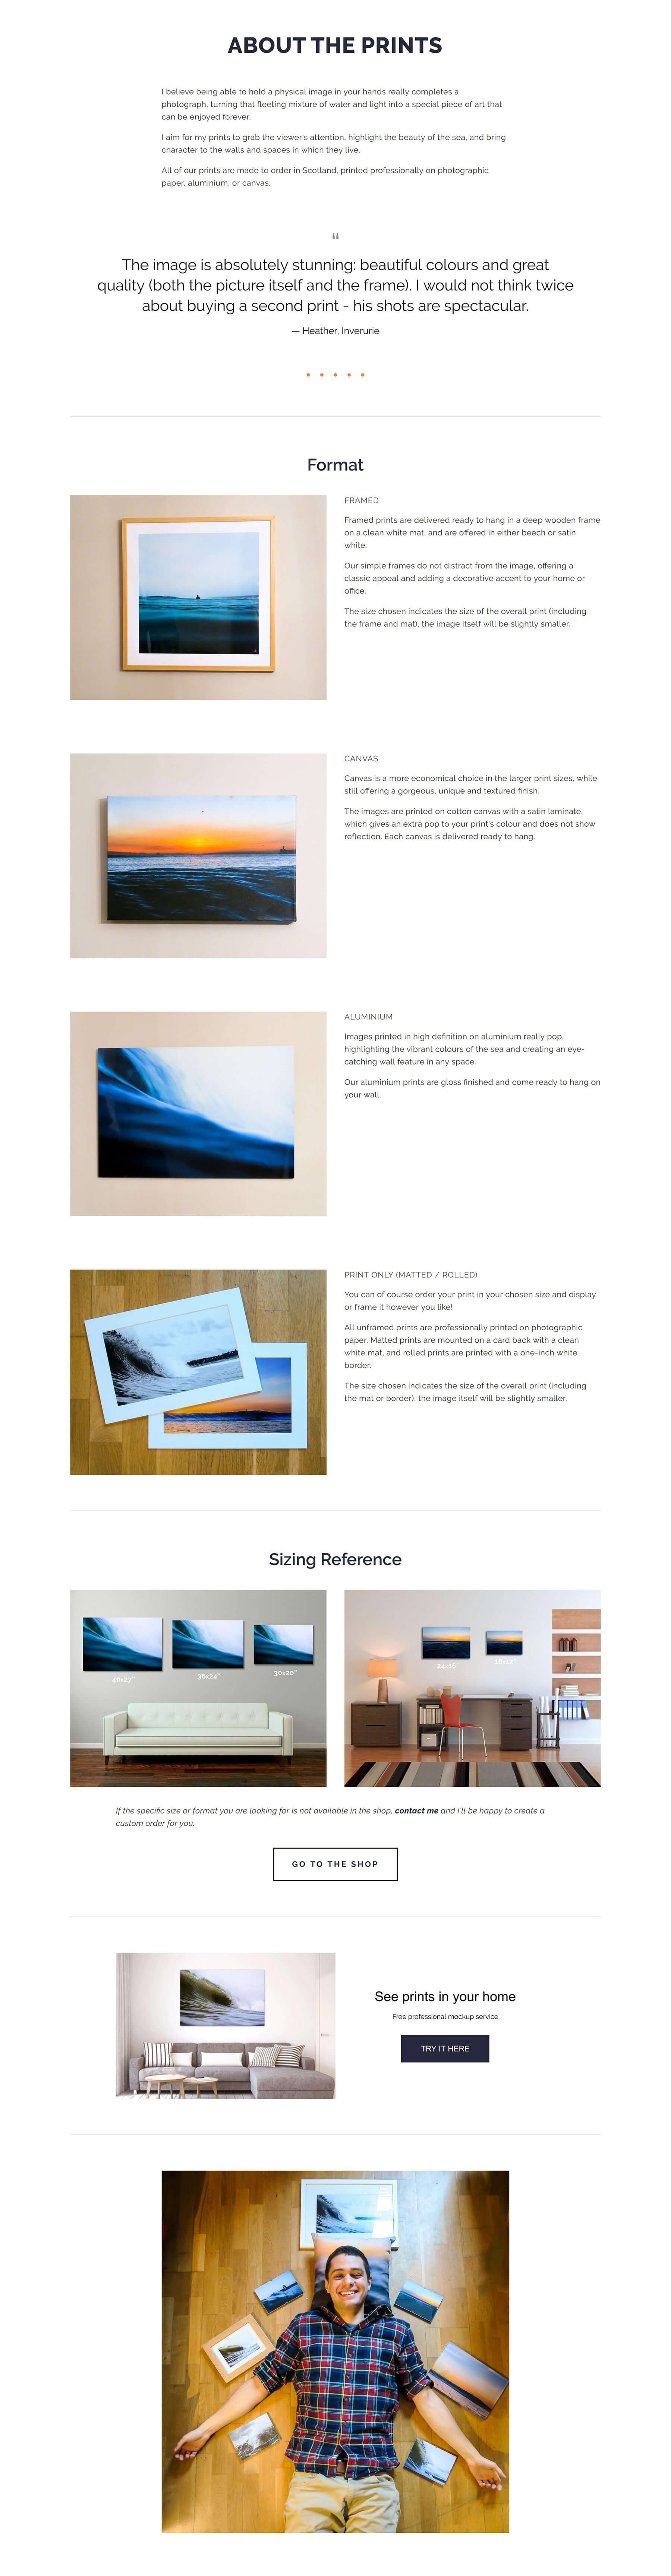 ABOUT THE PRINTS
I believe being able to hold a physical image in your hands really completes a
photograph, turning that fleeting mixture of water and light into a special piece of art that
can be enjoyed forever.
I aim for my prints to grab the viewer's attention, highlight the beauty of the sea, and bring
character to the walls and spaces in which they live.
All of our prints are made to order in Scotland, printed professionally on photographic
paper, aluminium, or canvas.
“
The image is absolutely stunning: beautiful colours and great
quality (both the picture itself and the frame). I would not think twice
about buying a second print - his shots are spectacular.
— Heather, Inverurie
Format
FRAMED
Framed prints are delivered ready to hang in a deep wooden frame
on a clean white mat, and are offered in either beech or satin
white.
Our simple frames do not distract from the image, offering a
classic appeal and adding a decorative accent to your home or
office.
The size chosen indicates the size of the overall print (including
the frame and mat), the image itself will be slightly smaller.
CANVAS
Canvas is a more economical choice in the larger print sizes, while
still offering a gorgeous, unique and textured finish.
The images are printed on cotton canvas with a satin laminate,
which gives an extra pop to your print's colour and does not show
reflection. Each canvas is delivered ready to hang.
ALUMINIUM
Images printed in high definition on aluminium really pop,
highlighting the vibrant colours of the sea and creating an eye-
catching wall feature in any space.
Our aluminium prints are gloss finished and come ready to hang on
your wall.
PRINT ONLY (MATTED / ROLLED)
You can of course order your print in your chosen size and display
or frame it however you like!
All unframed prints are professionally printed on photographic
paper. Matted prints are mounted on a card back with a clean
white mat, and rolled prints are printed with a one-inch white
border.
The size chosen indicates the size of the overall print (including
the mat or border), the image itself will be slightly smaller.
Sizing Reference
40x27"
36x24"
30x20"
24x16"
18x12"
If the specific size or format you are looking for is not available in the shop, contact me and I'll be happy to create a
custom order for you.
GO TO THE SHOP
See prints in your home
Free professional mockup service
TRY IT HERE